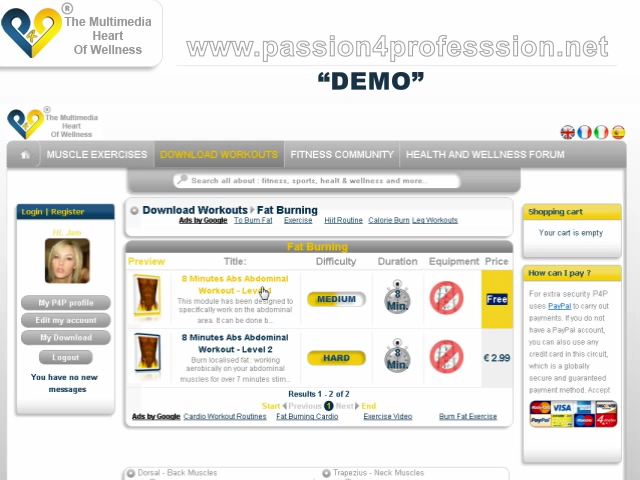 The Multimedia
Heart
Of Wellness
www.passion4professsion.net
“DEMO”
The Multimedia
Heart
Of Wellness
MUSCLE EXERCISES
DOWNLOAD WORKOUTS
FITNESS COMMUNITY
HEALTH AND WELLNESS FORUM
Search all about : fitness, sports, healt & wellness and more..
Login | Register
Hi, Jane
My P4P profile
Edit my account
My Download
Logout
You have no new
messages
Download Workouts Fat Burning
Ads by Google To Burn Fat Exercise Hiit Routine Calorie Burn Leg Workouts
Fat Burning
Preview Title: Difficulty Duration Equipment Price
8 Minutes Abs Abdominal
Workout - Level 1
This module has been designed to
specifically work on the abdominal
area. It can be done b...
MEDIUM
8
Min.
Free
8 Minutes Abs Abdominal
Workout - Level 2
Burn localised fat working
aerobically on your abdominal
muscles for over 7 minutes stim...
HARD
8
Min.
€ 2.99
Results 1 - 2 of 2
Start Previous 1 Next End
Ads by Google Cardio Workout Routines Fat Burning Cardio Exercise Video Burn Fat Exercise
Dorsal - Back Muscles
Trapezius - Neck Muscles
Shopping cart
Your cart is empty
How can I pay ?
For extra security P4P
uses PayPal to carry out
payments. If you do not
have a PayPal account,
you can also use any
credit card in this circuit,
which is a globally
secure and guaranteed
payment method. Accept
VISA